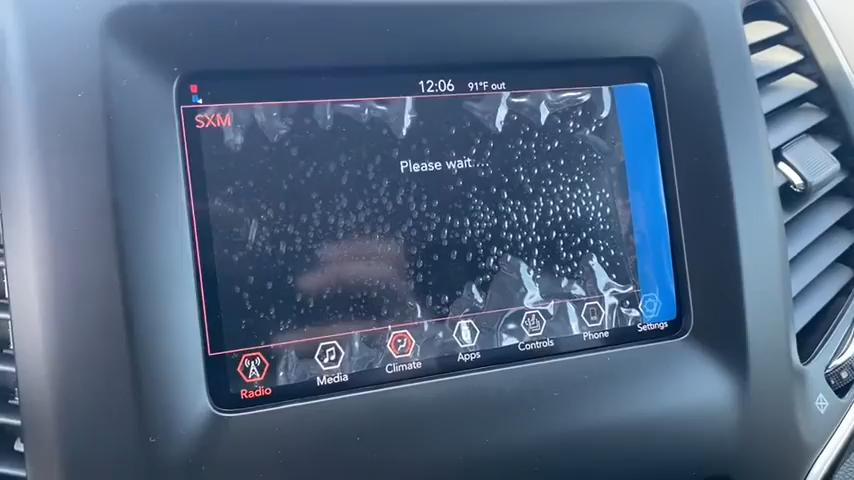 12:06 91°F out
SXM
Please wait...
Radio Media Climate Apps Controls Phone Settings